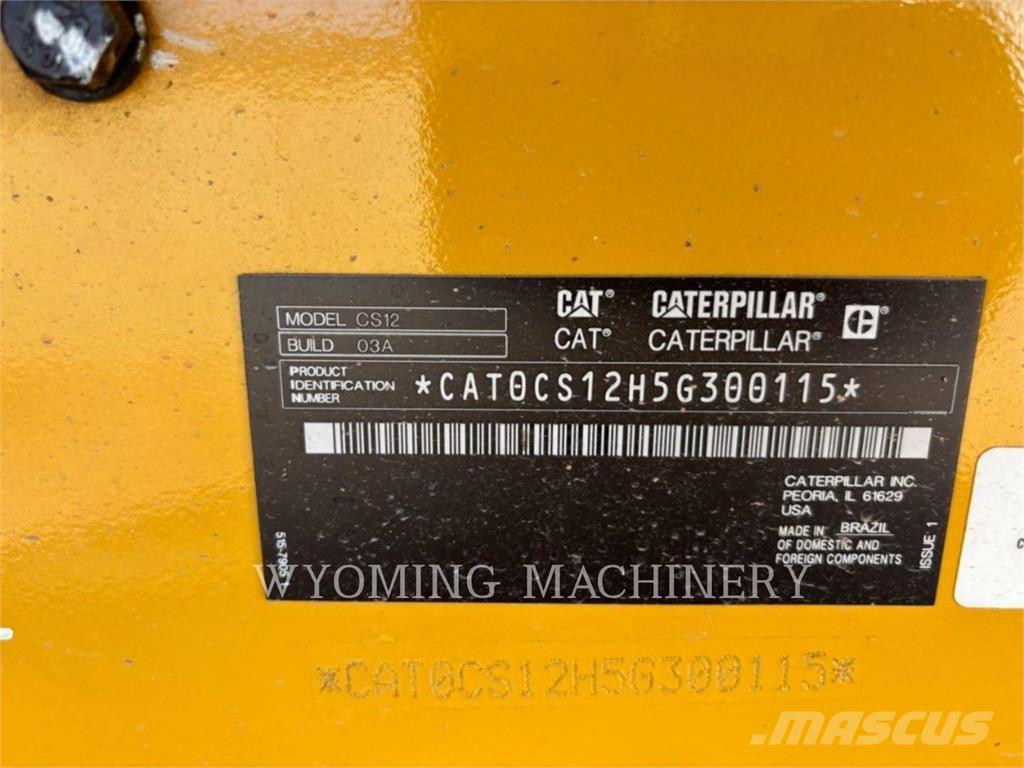 MODEL CS12
BUILD 03A
CAT® CATERPILLAR®
CAT® CATERPILLAR®
PRODUCT
IDENTIFICATION
NUMBER
*CAT0CS12H5G300115*
CATERPILLAR INC.
PEORIA, IL 61629
USA
MADE IN BRAZIL
OF DOMESTIC AND
FOREIGN COMPONENTS
ISSUE 1
WYOMING MACHINERY
*CAT0CS12H5G300115*
MASCUS